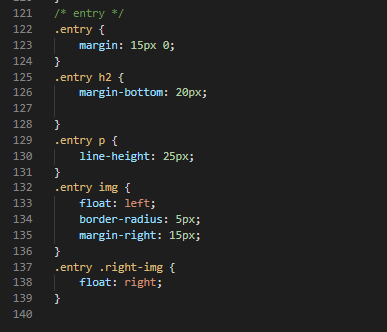 121 /* entry */
122 .entry {
123     margin: 15px 0;
124 }
125 .entry h2 {
126     margin-bottom: 20px;
127
128 }
129 .entry p {
130     line-height: 25px;
131 }
132 .entry img {
133     float: left;
134     border-radius: 5px;
135     margin-right: 15px;
136 }
137 .entry .right-img {
138     float: right;
139 }
140